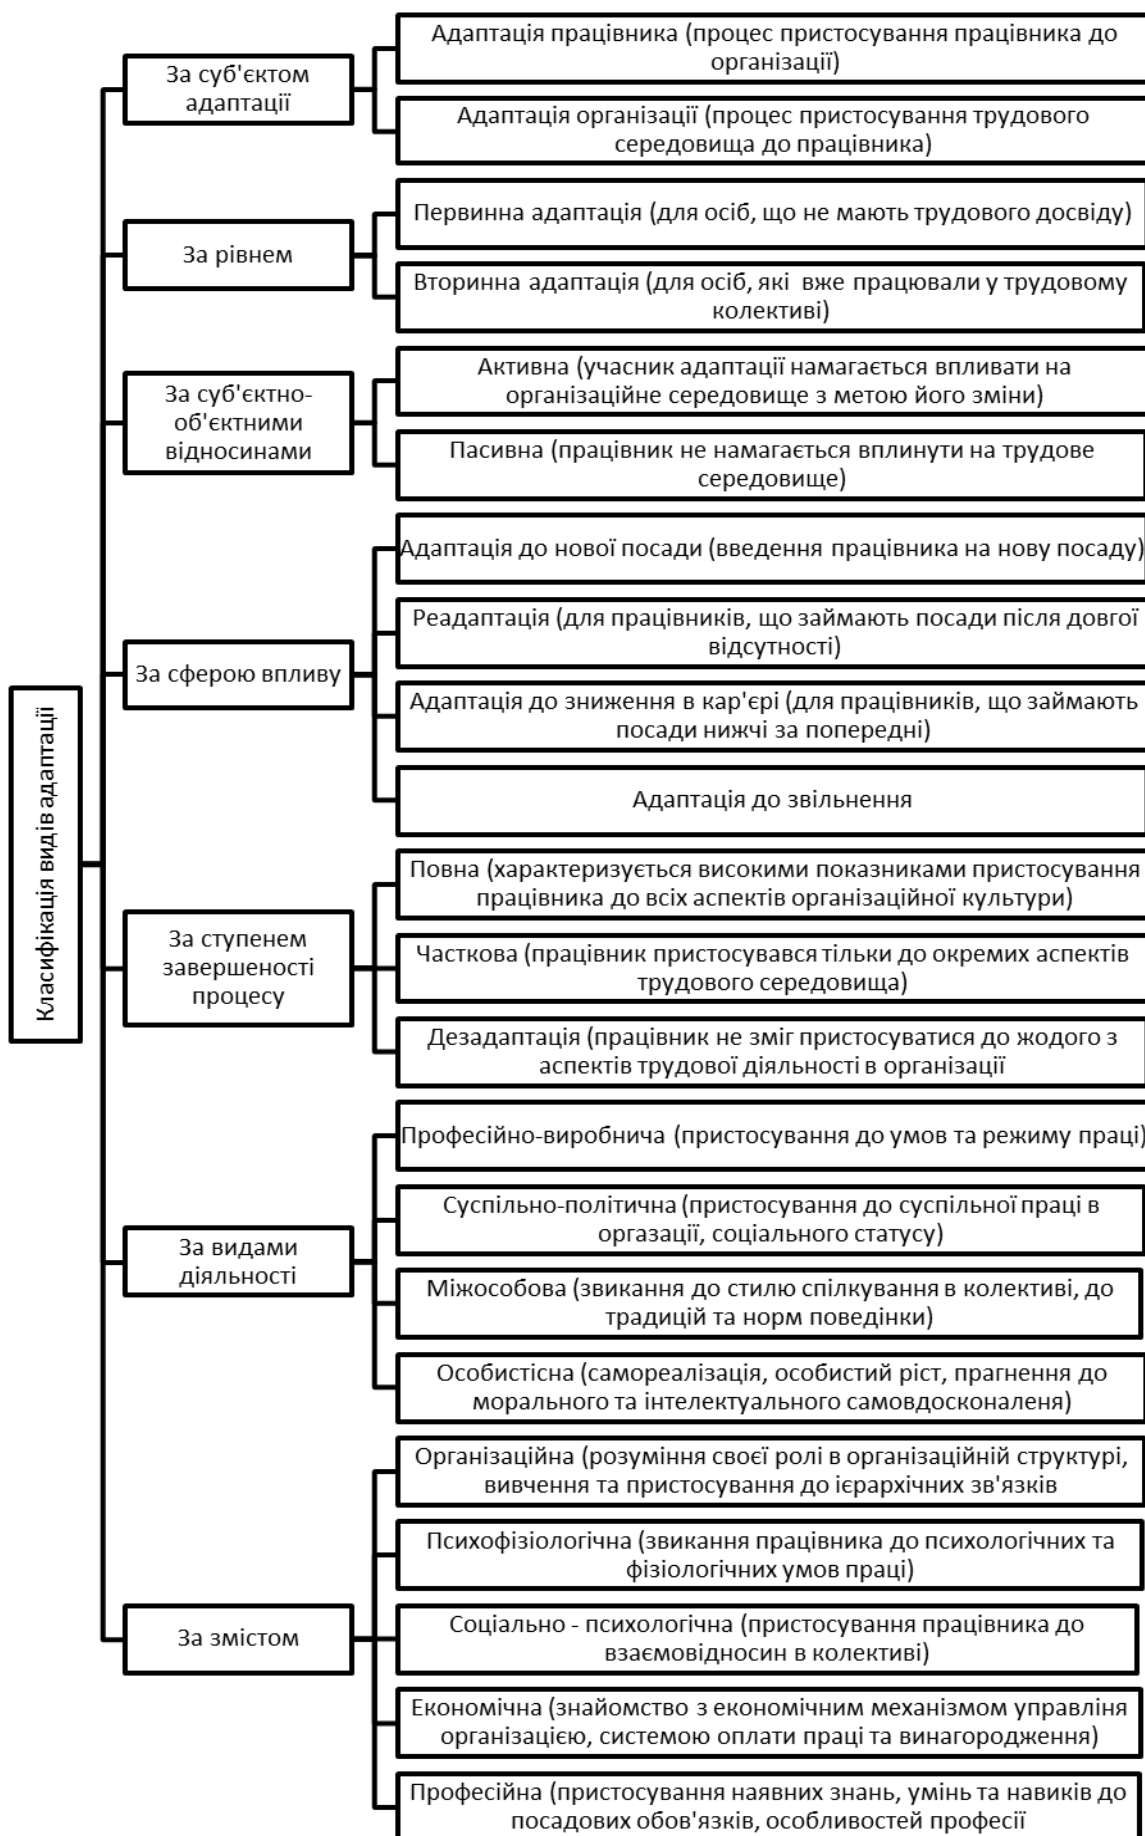 Класифікація видів адаптації
За суб'єктом
адаптації
Адаптація працівника (процес пристосування працівника до
організації)
Адаптація організації (процес пристосування трудового
середовища до працівника)
За рівнем
Первинна адаптація (для осіб, що не мають трудового досвіду)
Вторинна адаптація (для осіб, які вже працювали у трудовому
колективі)
За суб'єктно-
об'єктними
відносинами
Активна (учасник адаптації намагається впливати на
організаційне середовище з метою його зміни)
Пасивна (працівник не намагається вплинути на трудове
середовище)
За сферою впливу
Адаптація до нової посади (введення працівника на нову посаду)
Реадаптація (для працівників, що займають посади після довгої
відсутності)
Адаптація до зниження в кар'єрі (для працівників, що займають
посади нижчі за попередні)
Адаптація до звільнення
За ступенем
завершеності
процесу
Повна (характеризується високими показниками пристосування
працівника до всіх аспектів організаційної культури)
Часткова (працівник пристосувався тільки до окремих аспектів
трудового середовища)
Дезадаптація (працівник не зміг пристосуватися до жодого з
аспектів трудової діяльності в організації
За видами
діяльності
Професійно-виробнича (пристосування до умов та режиму праці)
Суспільно-політична (пристосування до суспільної праці в
оргазації, соціального статусу)
Міжособова (звикання до стилю спілкування в колективі, до
традицій та норм поведінки)
Особистісна (самореалізація, особистий ріст, прагнення до
морального та інтелектуального самовдосконаленя)
За змістом
Організаційна (розуміння своєї ролі в організаційній структурі,
вивчення та пристосування до ієрархічних зв'язків
Психофізіологічна (звикання працівника до психологічних та
фізіологічних умов праці)
Соціально - психологічна (пристосування працівника до
взаємовідносин в колективі)
Економічна (знайомство з економічним механізмом управліня
організацією, системою оплати праці та винагородження)
Професійна (пристосування наявних знань, умінь та навиків до
посадових обов'язків, особливостей професії